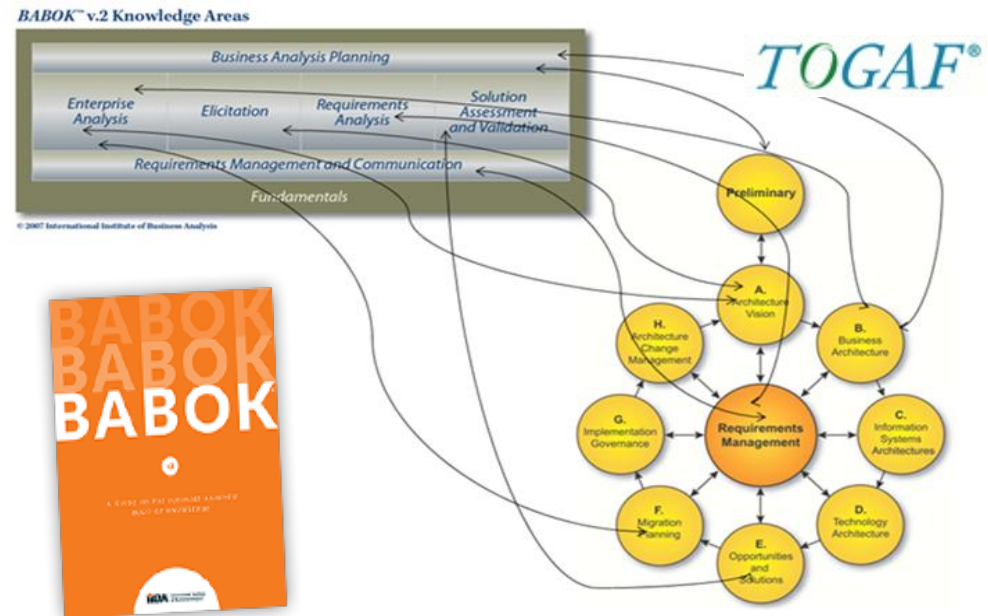 BABOK™ v.2 Knowledge Areas
Business Analysis Planning
Enterprise
Analysis
Elicitation
Requirements
Analysis
Solution
Assessment
and Validation
Requirements Management and Communication
Fundamentals
© 2007 International Institute of Business Analysis
TOGAF®
Preliminary
A.
Architecture
Vision
B.
Business
Architecture
C.
Information
Systems
Architectures
D.
Technology
Architecture
E.
Opportunities
and
Solutions
F.
Migration
Planning
G.
Implementation
Governance
H.
Architecture
Change
Management
Requirements
Management
BABOK
BABOK
BABOK